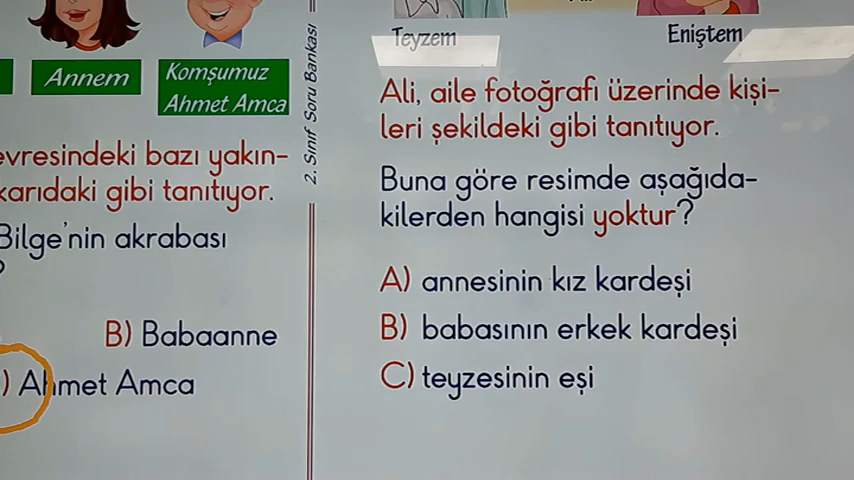 Annem
Komşumuz
Ahmet Amca
evresindeki bazı yakın-
karıdaki gibi tanıtıyor.
Bilge'nin akrabası
?
B) Babaanne
) Ahmet Amca
2. Sınıf Soru Bankası
Teyzem
Eniştem
Ali, aile fotoğrafı üzerinde kişi-
leri şekildeki gibi tanıtıyor.
Buna göre resimde aşağıda-
kilerden hangisi yoktur?
A) annesinin kız kardeşi
B) babasının erkek kardeşi
C) teyzesinin eşi